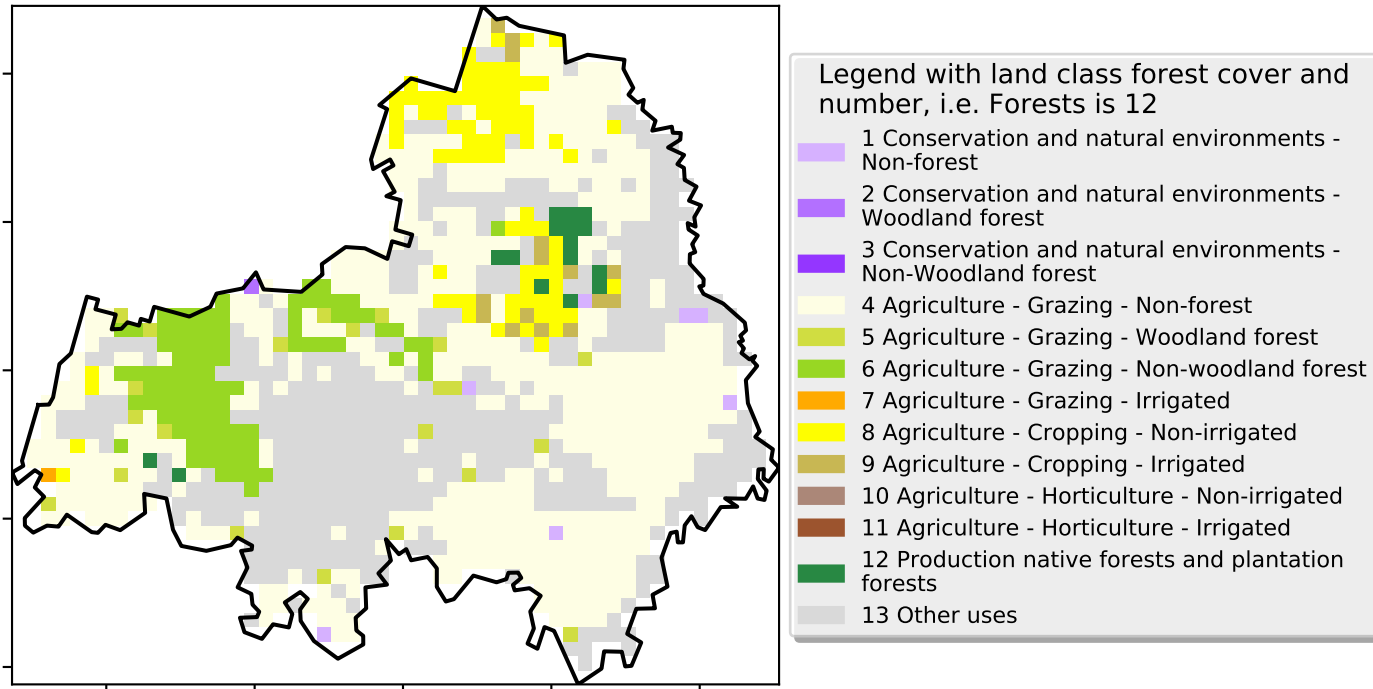 Legend with land class forest cover and
number, i.e. Forests is 12
1 Conservation and natural environments -
Non-forest
2 Conservation and natural environments -
Woodland forest
3 Conservation and natural environments -
Non-Woodland forest
4 Agriculture - Grazing - Non-forest
5 Agriculture - Grazing - Woodland forest
6 Agriculture - Grazing - Non-woodland forest
7 Agriculture - Grazing - Irrigated
8 Agriculture - Cropping - Non-irrigated
9 Agriculture - Cropping - Irrigated
10 Agriculture - Horticulture - Non-irrigated
11 Agriculture - Horticulture - Irrigated
12 Production native forests and plantation
forests
13 Other uses